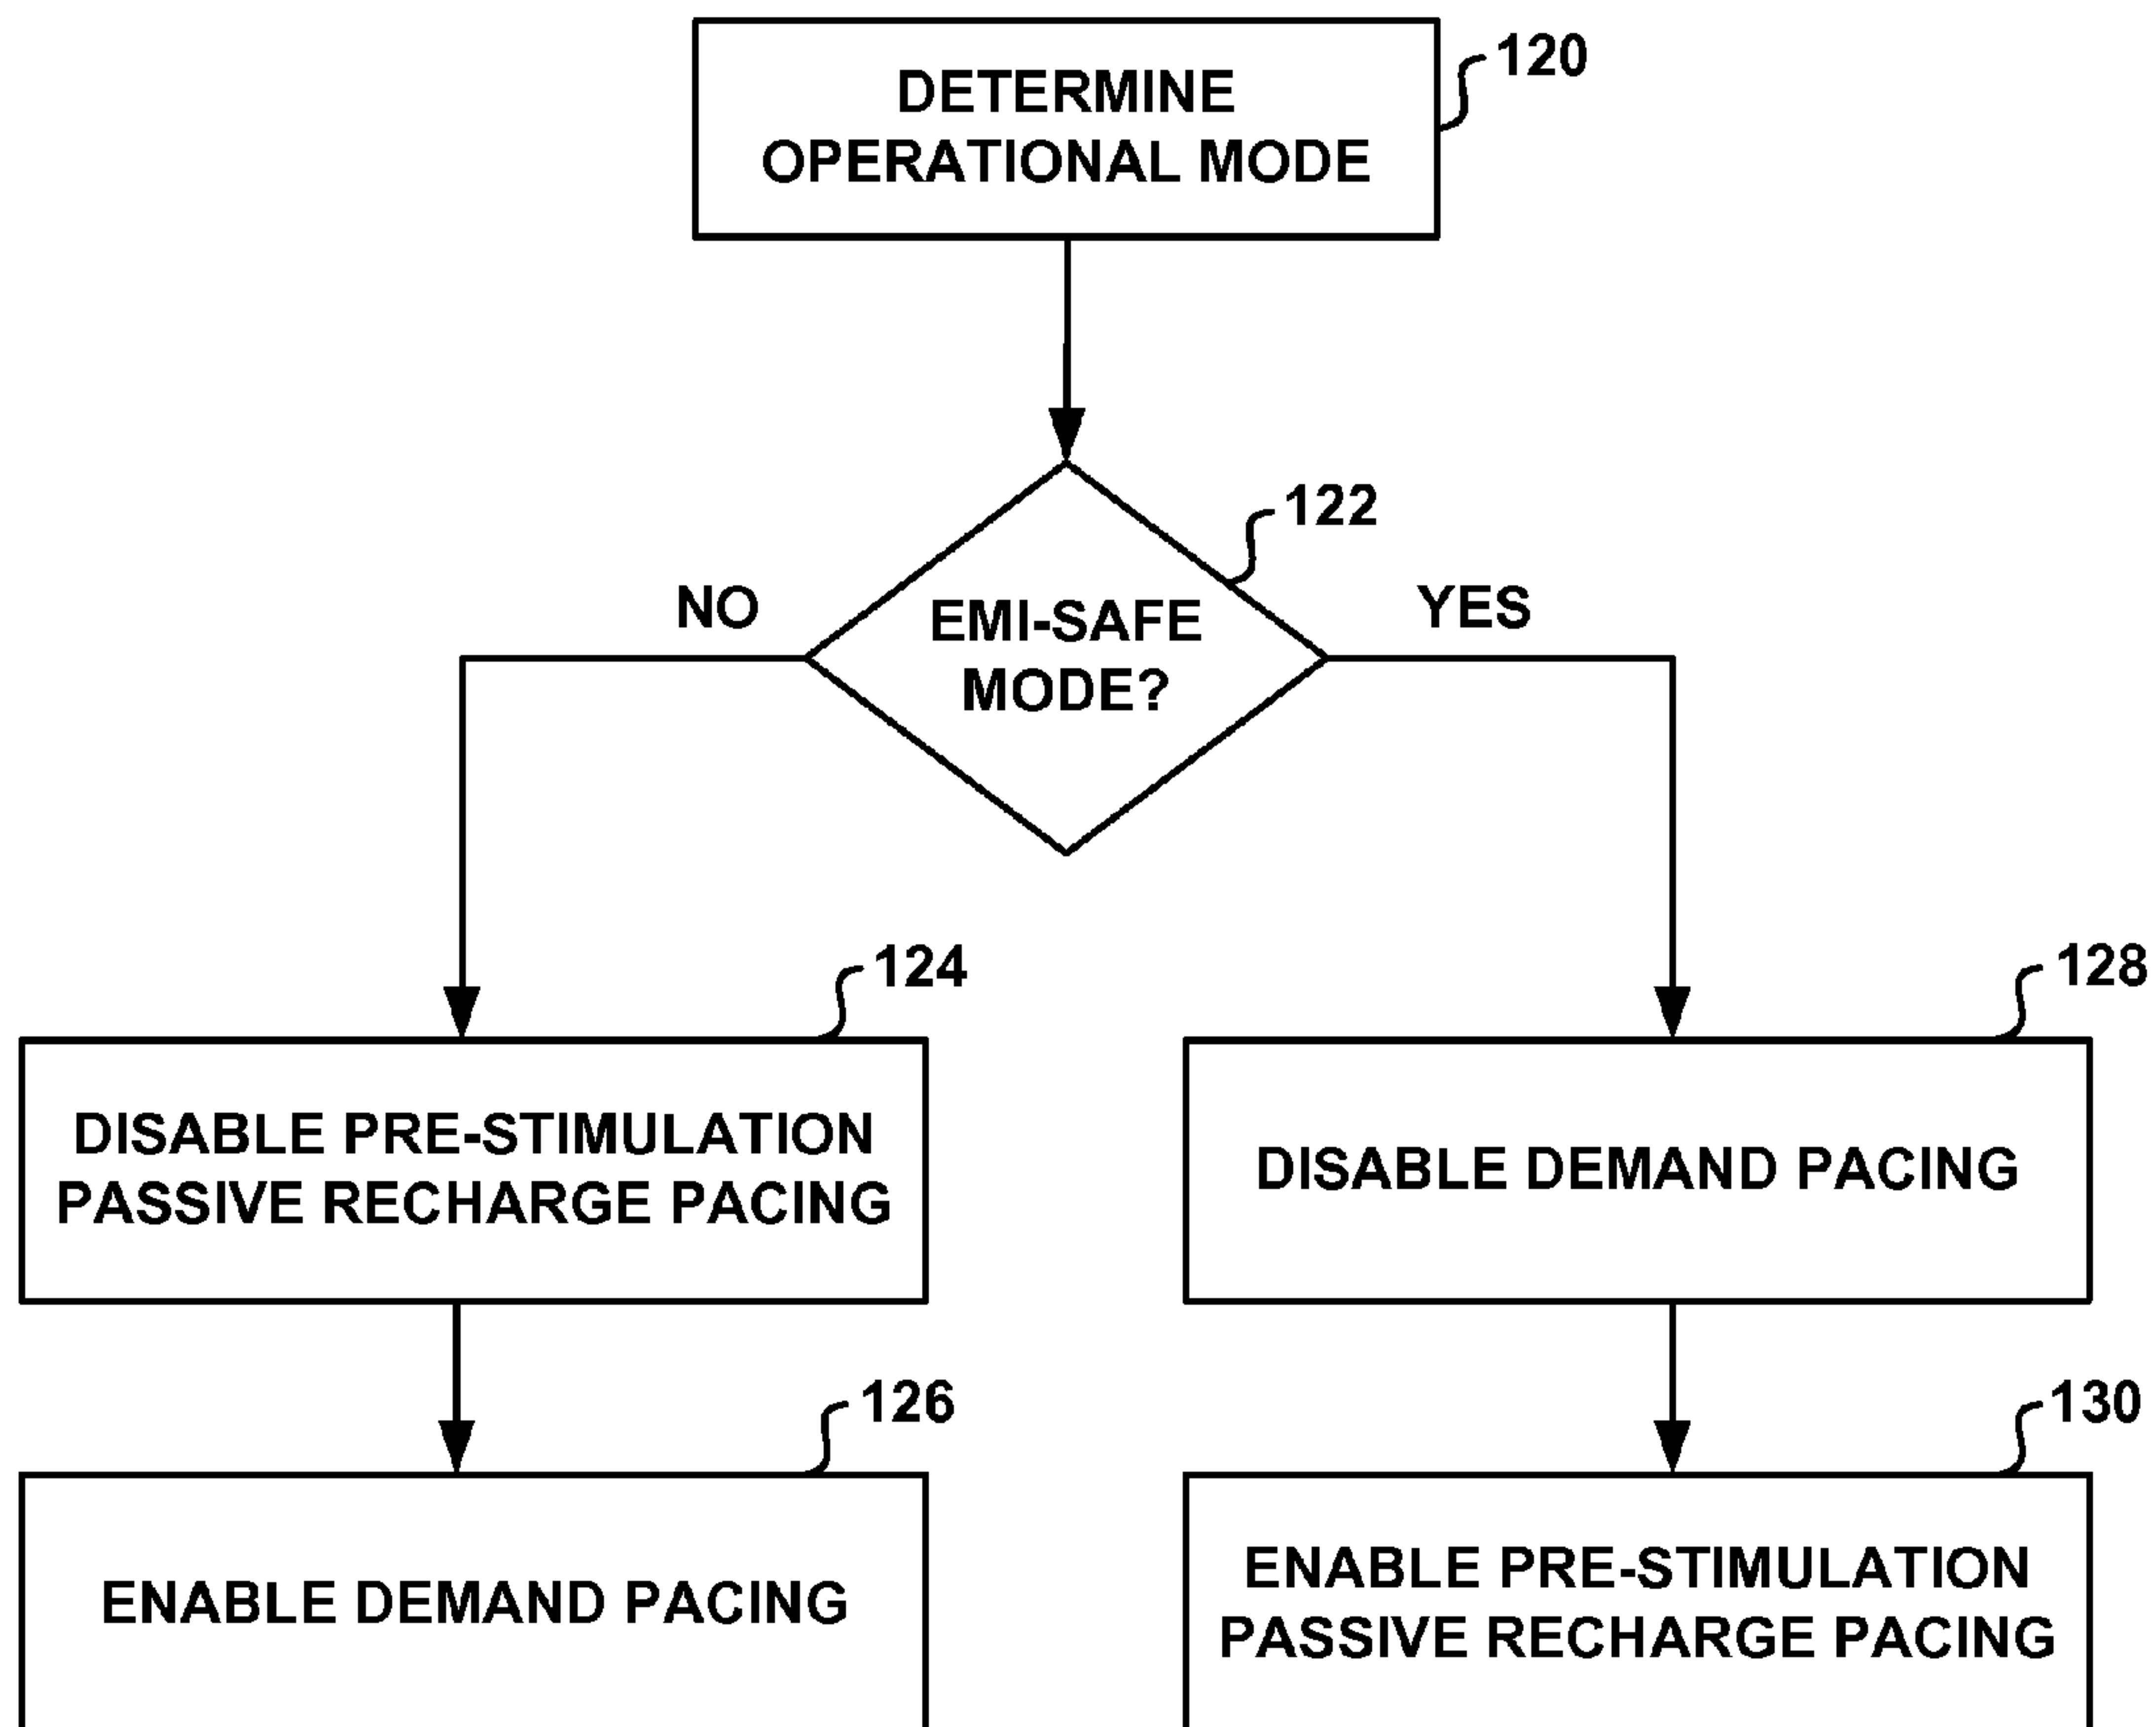 DETERMINE
OPERATIONAL MODE
120
122
NO
EMI-SAFE
MODE?
YES
124
128
DISABLE PRE-STIMULATION
PASSIVE RECHARGE PACING
DISABLE DEMAND PACING
126
130
ENABLE DEMAND PACING
ENABLE PRE-STIMULATION
PASSIVE RECHARGE PACING